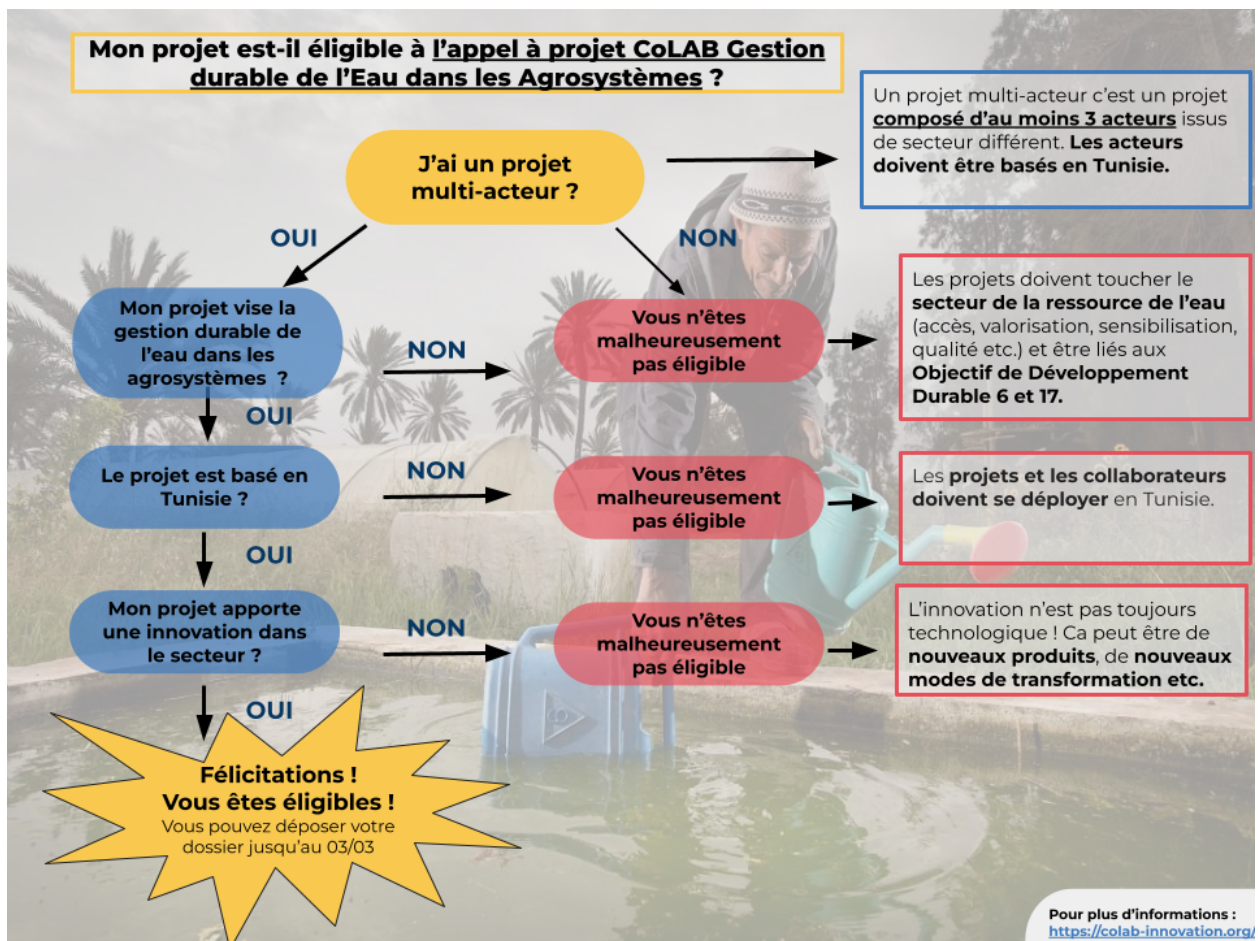 Mon projet est-il éligible à l'appel à projet CoLAB Gestion
durable de l'Eau dans les Agrosystèmes ?
Un projet multi-acteur c'est un projet
composé d'au moins 3 acteurs issus
de secteur différent. Les acteurs
doivent être basés en Tunisie.
J'ai un projet
multi-acteur ?
OUI
NON
Mon projet vise la
gestion durable de
l'eau dans les
agrosystèmes ?
NON
Vous n'êtes
malheureusement
pas éligible
Les projets doivent toucher le
secteur de la ressource de l'eau
(accès, valorisation, sensibilisation,
qualité etc.) et être liés aux
Objectif de Développement
Durable 6 et 17.
OUI
Le projet est basé en
Tunisie ?
NON
Vous n'êtes
malheureusement
pas éligible
Les projets et les collaborateurs
doivent se déployer en Tunisie.
OUI
Mon projet apporte
une innovation dans
le secteur ?
NON
Vous n'êtes
malheureusement
pas éligible
L'innovation n'est pas toujours
technologique ! Ca peut être de
nouveaux produits, de nouveaux
modes de transformation etc.
OUI
Félicitations !
Vous êtes éligibles !
Vous pouvez déposer votre
dossier jusqu'au 03/03
Pour plus d'informations :
https://colab-innovation.org/